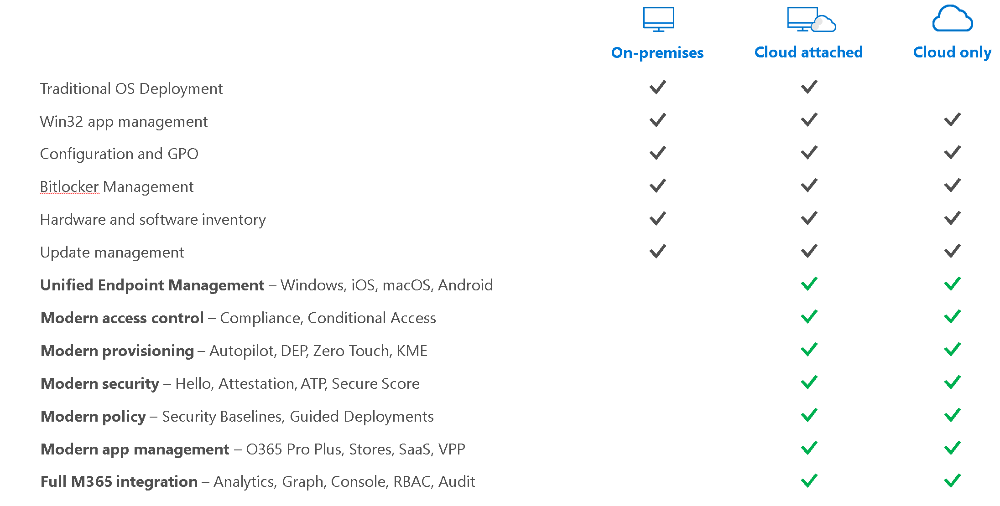 On-premises Cloud attached Cloud only
Traditional OS Deployment
Win32 app management
Configuration and GPO
Bitlocker Management
Hardware and software inventory
Update management
Unified Endpoint Management – Windows, iOS, macOS, Android
Modern access control – Compliance, Conditional Access
Modern provisioning – Autopilot, DEP, Zero Touch, KME
Modern security – Hello, Attestation, ATP, Secure Score
Modern policy – Security Baselines, Guided Deployments
Modern app management – O365 Pro Plus, Stores, SaaS, VPP
Full M365 integration – Analytics, Graph, Console, RBAC, Audit